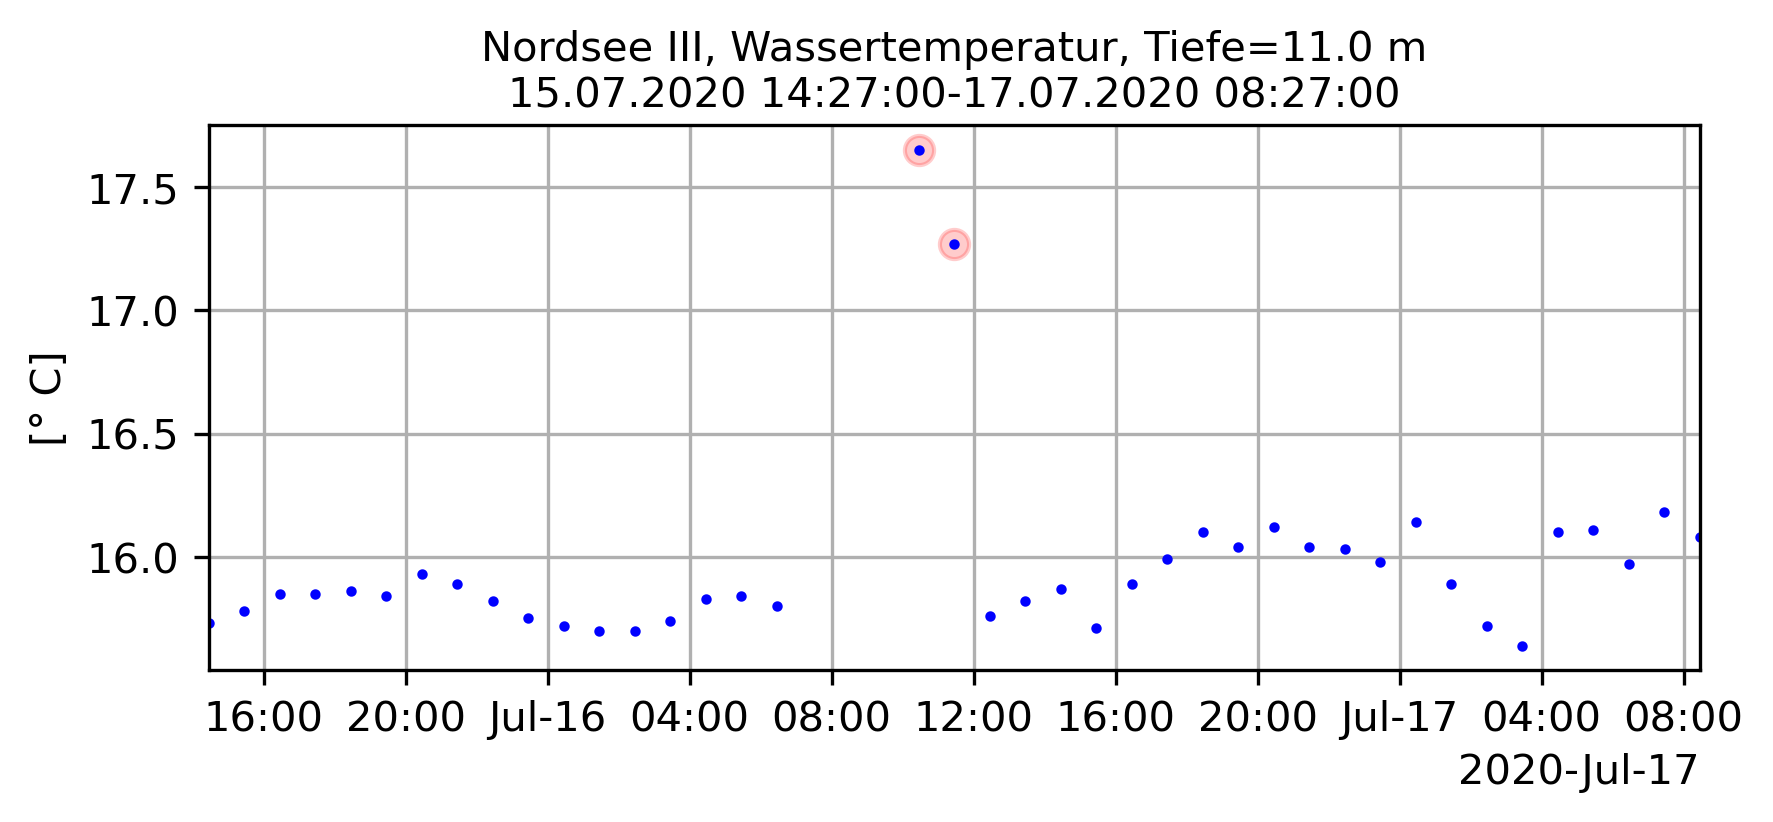 Nordsee III, Wassertemperatur, Tiefe=11.0 m
15.07.2020 14:27:00-17.07.2020 08:27:00
17.5
17.0
[° C]
16.5
16.0
16:00 20:00 Jul-16 04:00 08:00 12:00 16:00 20:00 Jul-17 04:00 08:00
2020-Jul-17